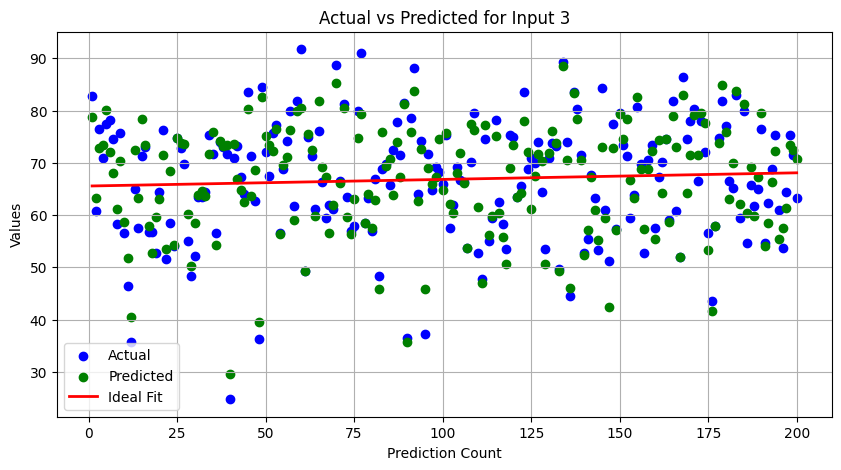 Actual vs Predicted for Input 3
Values
90
80
70
60
50
40
30
Actual
Predicted
Ideal Fit
0 25 50 75 100 125 150 175 200
Prediction Count